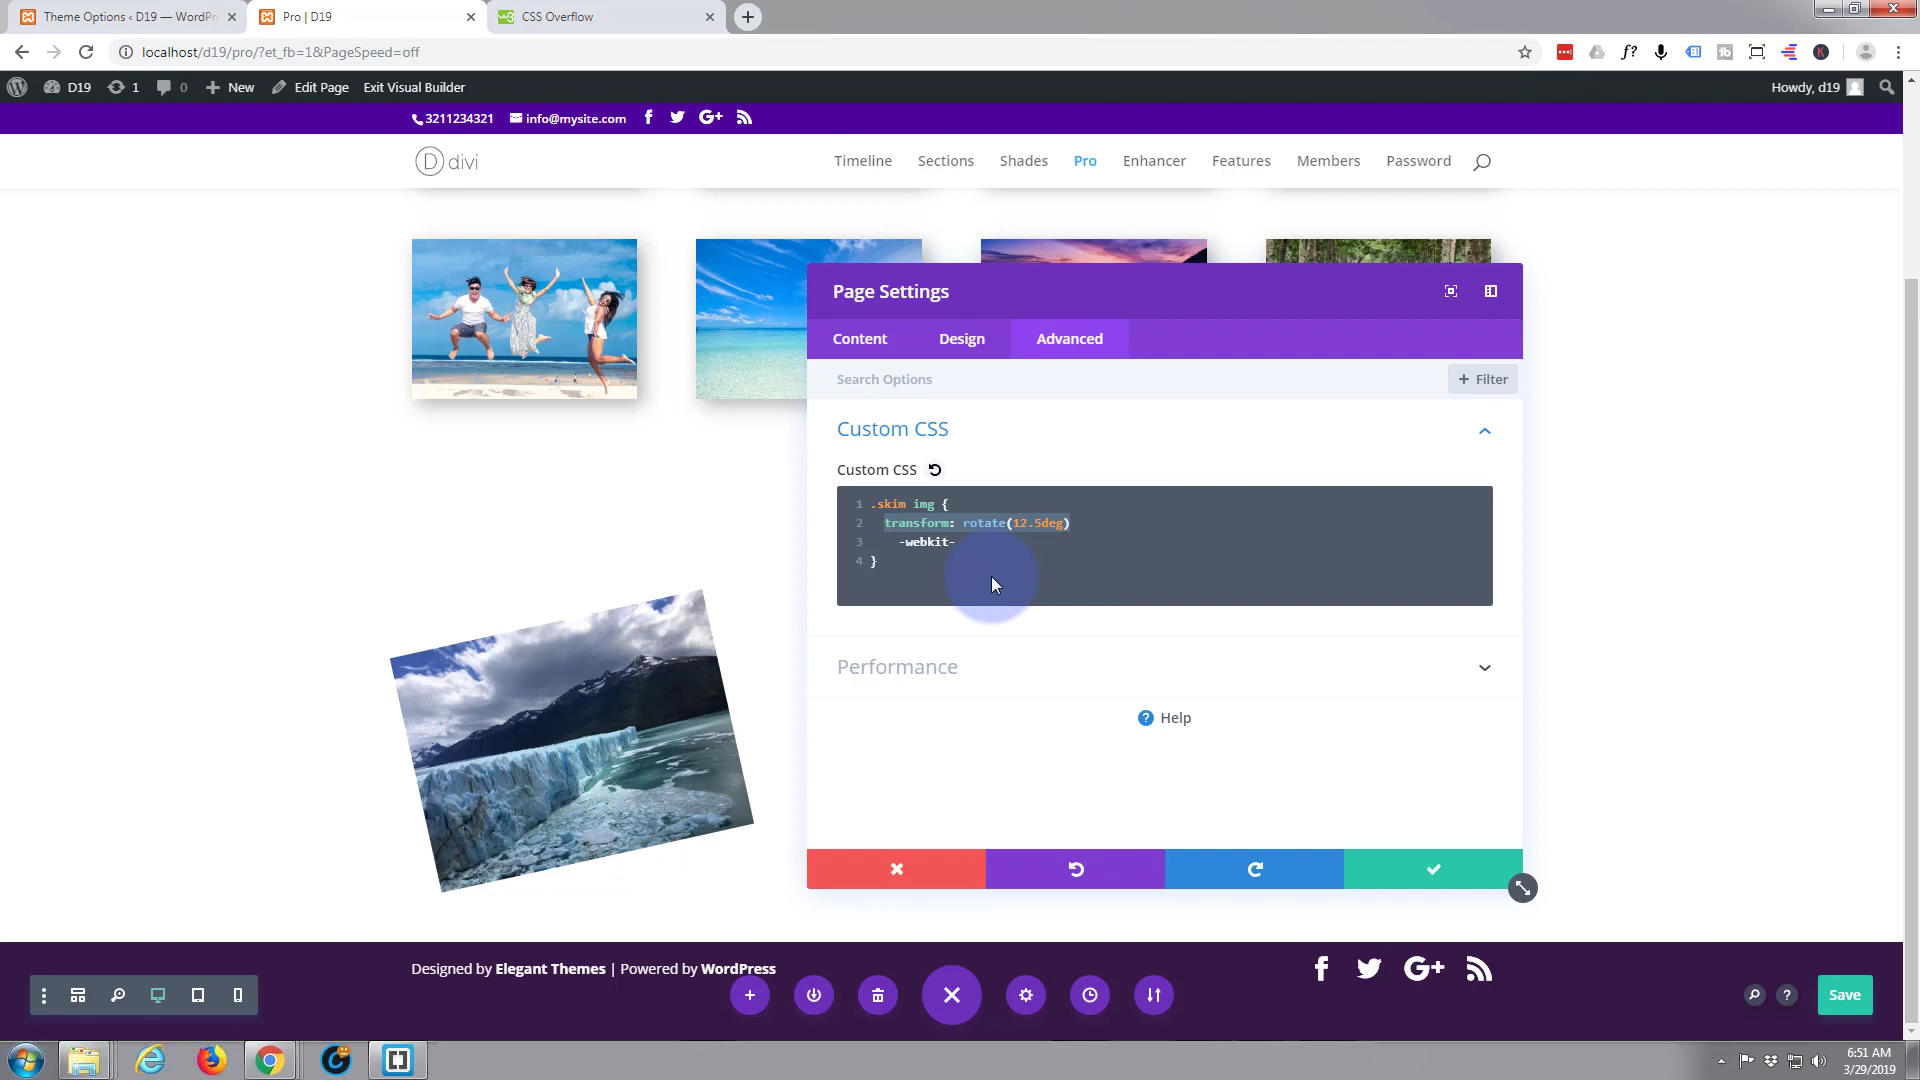 Theme Options ‹ D19 — WordPr
Pro | D19
CSS Overflow
localhost/d19/pro/?et_fb=1&PageSpeed=off
D19
1
0
New
Edit Page
Exit Visual Builder
Howdy, d19
3211234321
info@mysite.com
divi
Timeline
Sections
Shades
Pro
Enhancer
Features
Members
Password
Page Settings
Content
Design
Advanced
Search Options
+ Filter
Custom CSS
Custom CSS
1 .skim img {
2 transform: rotate(12.5deg)
3 -webkit-
4 }
Performance
Help
Designed by Elegant Themes | Powered by WordPress
Save
6:51 AM
3/29/2019